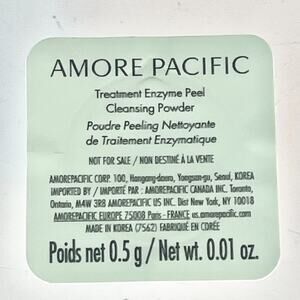 AMORE PACIFIC
Treatment Enzyme Peel
Cleansing Powder
Poudre Peeling Nettoyante
de Traitement Enzymatique
NOT FOR SALE / NON DESTINÉ À LA VENTE
AMOREPACIFIC CORP. 100, Hangang-daero, Yongsan-gu, Seoul, KOREA
IMPORTED BY / IMPORTÉ PAR : AMOREPACIFIC CANADA INC. Toronto,
Ontario, M4W 3R8 AMOREPACIFIC US INC. Dist New York, NY 10018
AMOREPACIFIC EUROPE 75008 Paris - FRANCE us.amorepacific.com
MADE IN KOREA (7562) FABRIQUÉ EN CORÉE
Poids net 0.5 g / Net wt. 0.01 oz.